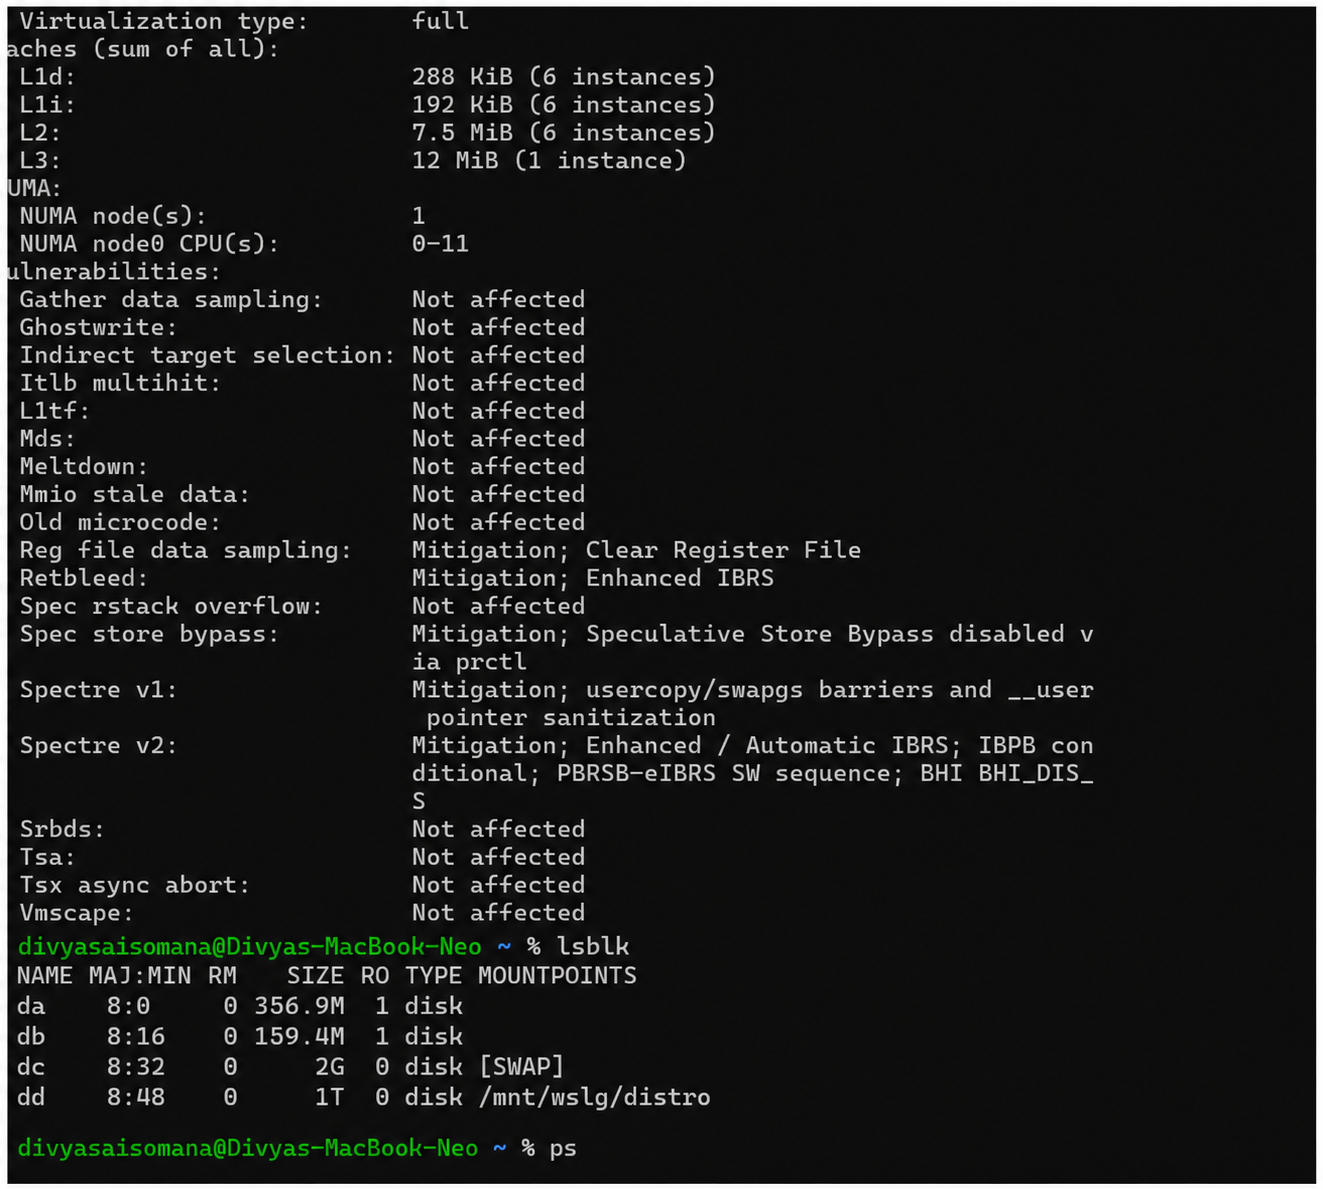 Virtualization type: full
aches (sum of all):
L1d: 288 KiB (6 instances)
L1i: 192 KiB (6 instances)
L2: 7.5 MiB (6 instances)
L3: 12 MiB (1 instance)
UMA:
NUMA node(s): 1
NUMA node0 CPU(s): 0-11
ulnerabilities:
Gather data sampling: Not affected
Ghostwrite: Not affected
Indirect target selection: Not affected
Itlb multihit: Not affected
L1tf: Not affected
Mds: Not affected
Meltdown: Not affected
Mmio stale data: Not affected
Old microcode: Not affected
Reg file data sampling: Mitigation; Clear Register File
Retbleed: Mitigation; Enhanced IBRS
Spec rstack overflow: Not affected
Spec store bypass: Mitigation; Speculative Store Bypass disabled v
ia prctl
Spectre v1: Mitigation; usercopy/swapgs barriers and __user
pointer sanitization
Spectre v2: Mitigation; Enhanced / Automatic IBRS; IBPB con
ditional; PBRSB-eIBRS SW sequence; BHI BHI_DIS_
S
Srbds: Not affected
Tsa: Not affected
Tsx async abort: Not affected
Vmscape: Not affected
divyasaisomana@Divyas-MacBook-Neo ~ % lsblk
NAME MAJ:MIN RM SIZE RO TYPE MOUNTPOINTS
da 8:0 0 356.9M 1 disk
db 8:16 0 159.4M 1 disk
dc 8:32 0 2G 0 disk [SWAP]
dd 8:48 0 1T 0 disk /mnt/wslg/distro
divyasaisomana@Divyas-MacBook-Neo ~ % ps